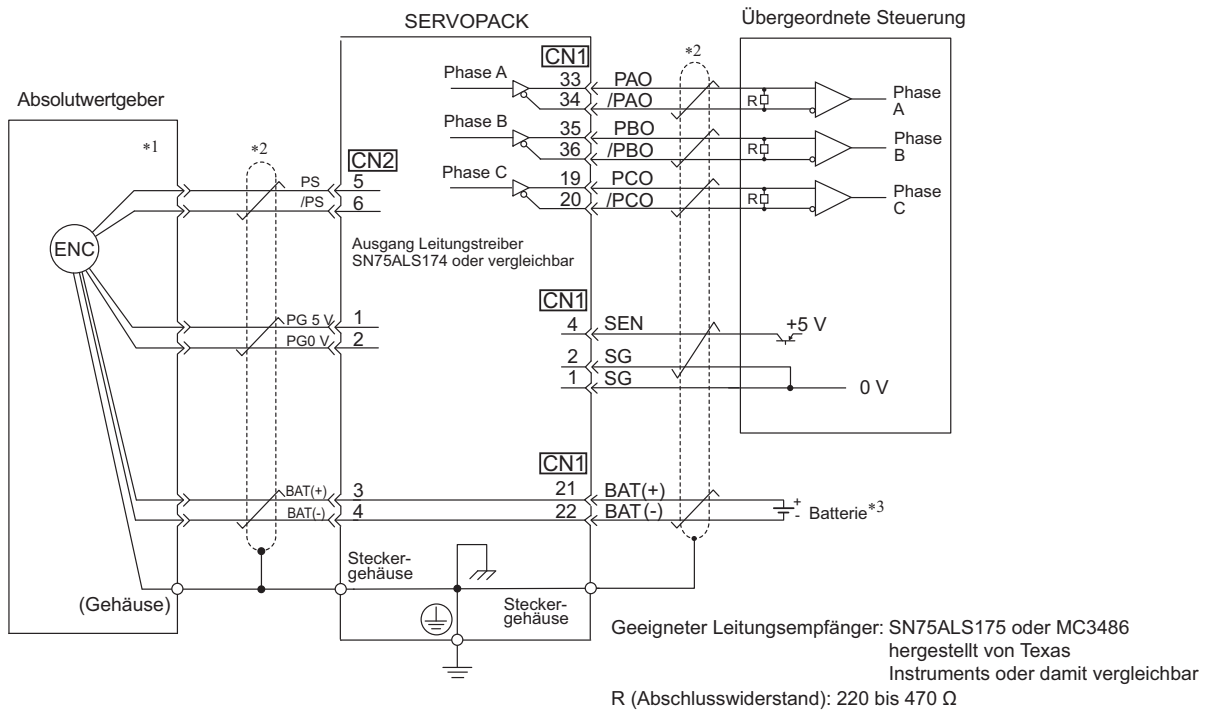 SERVOPACK
Übergeordnete Steuerung
Absolutwertgeber
*1
*2
CN2
PS 5
/PS 6
ENC
Ausgang Leitungstreiber
SN75ALS174 oder vergleichbar
PG 5 V 1
PG0 V 2
BAT(+) 3
BAT(-) 4
(Gehäuse)
Stecker-
gehäuse
Stecker-
gehäuse
CN1
*2
Phase A 33 PAO
34 /PAO
R
Phase
A
Phase B 35 PBO
36 /PBO
R
Phase
B
Phase C 19 PCO
20 /PCO
R
Phase
C
CN1
4 SEN +5 V
2 SG
1 SG 0 V
CN1
21 BAT(+) +
22 BAT(-) - Batterie*3
Geeigneter Leitungsempfänger: SN75ALS175 oder MC3486
hergestellt von Texas
Instruments oder damit vergleichbar
R (Abschlusswiderstand): 220 bis 470 Ω